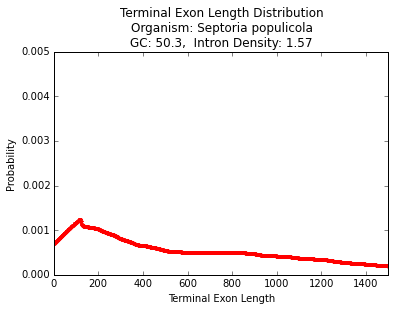 Terminal Exon Length Distribution
Organism: Septoria populicola
GC: 50.3,  Intron Density: 1.57
0.005
0.004
0.003
0.002
0.001
0.000
Probability
0 200 400 600 800 1000 1200 1400
Terminal Exon Length